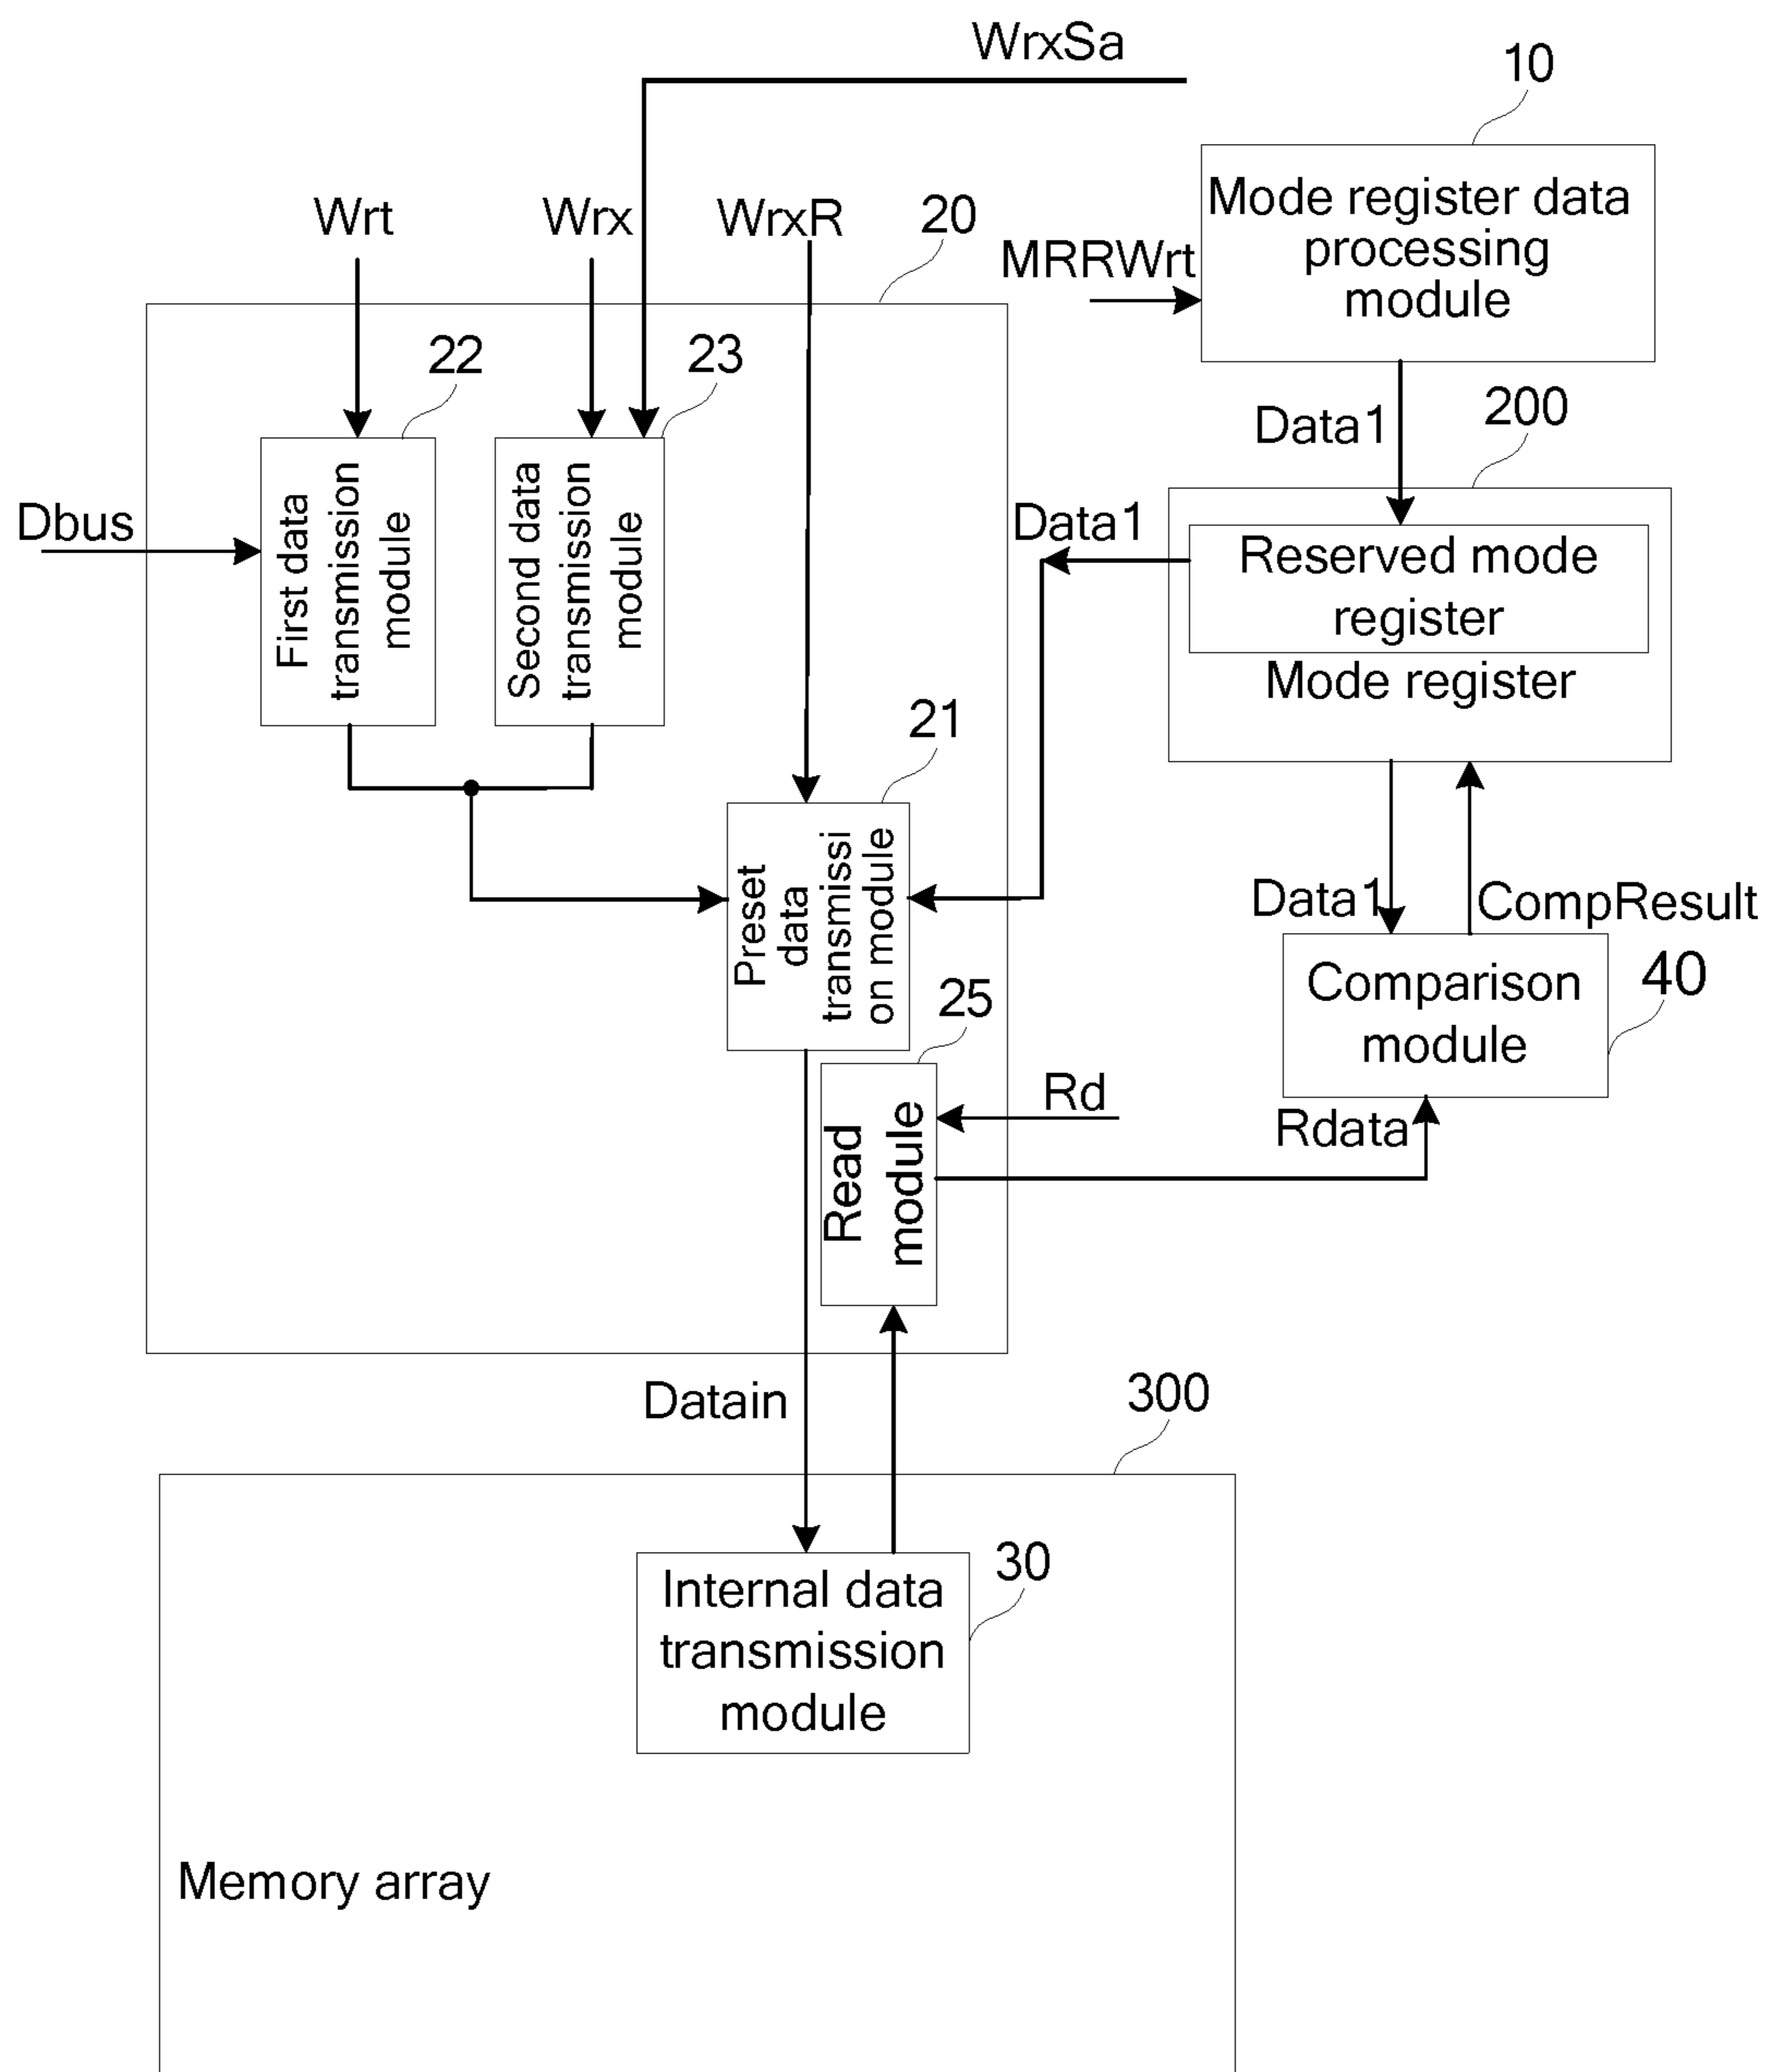 WrxSa
10
Mode register data
processing
module
Wrt
Wrx
WrxR
20
MRRWrt
22
23
Data1
200
First data
transmission
module
Second data
transmission
module
Dbus
Data1
Reserved mode
register
Mode register
21
Preset
data
transmissi
on module
Data1
CompResult
Comparison
module
40
25
Read
module
Rd
Rdata
Datain
300
30
Internal data
transmission
module
Memory array